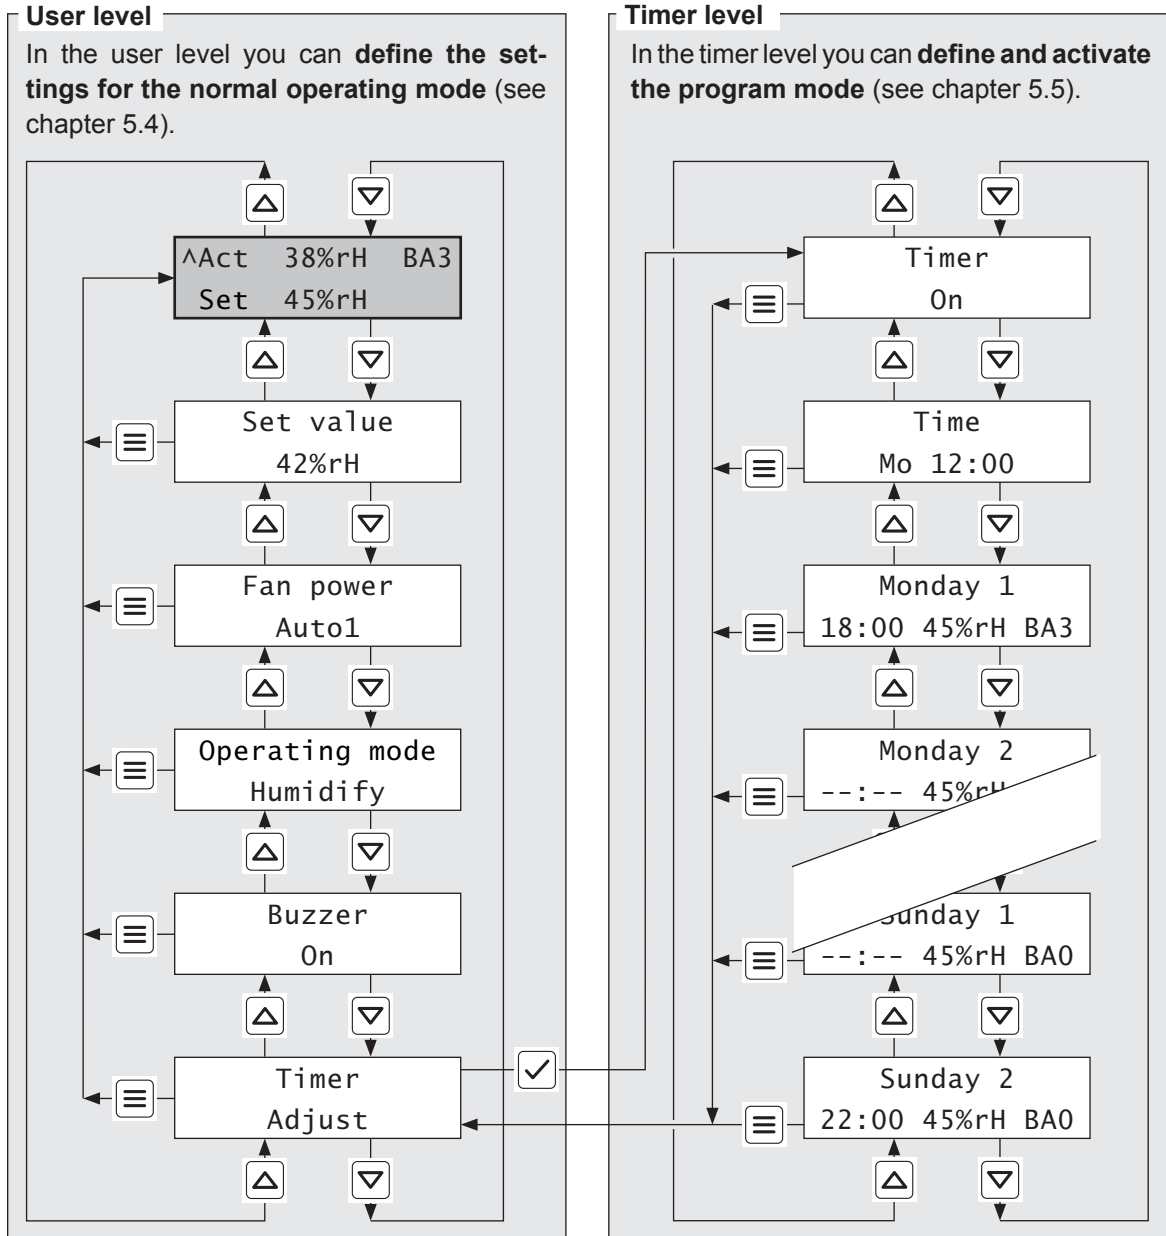 User level
In the user level you can define the set-
tings for the normal operating mode (see
chapter 5.4).
^Act 38%rH BA3
Set 45%rH
Set value
42%rH
Fan power
Auto1
Operating mode
Humidify
Buzzer
On
Timer
Adjust
Timer level
In the timer level you can define and activate
the program mode (see chapter 5.5).
Timer
On
Time
Mo 12:00
Monday 1
18:00 45%rH BA3
Monday 2
--:-- 45%rH
Sunday 1
--:-- 45%rH BA0
Sunday 2
22:00 45%rH BA0